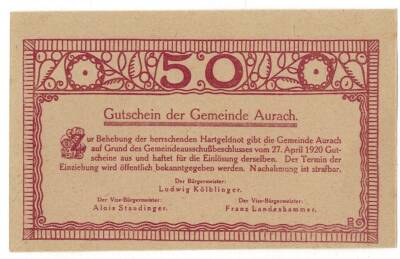 50
Gutschein der Gemeinde Aurach.
Zur Behebung der herrschenden Hartgeldnot gibt die Gemeinde Aurach
auf Grund des Gemeindeausschußbeschlusses vom 27. April 1920 Gut-
scheine aus und haftet für die Einlösung derselben. Der Termin der
Einziehung wird öffentlich bekanntgegeben werden. Nachahmung ist strafbar.
Der Bürgermeister:
Ludwig Kölblinger.
Der Vize-Bürgermeister: Der Vize-Bürgermeister:
Alois Staudinger. Franz Landeshammer.